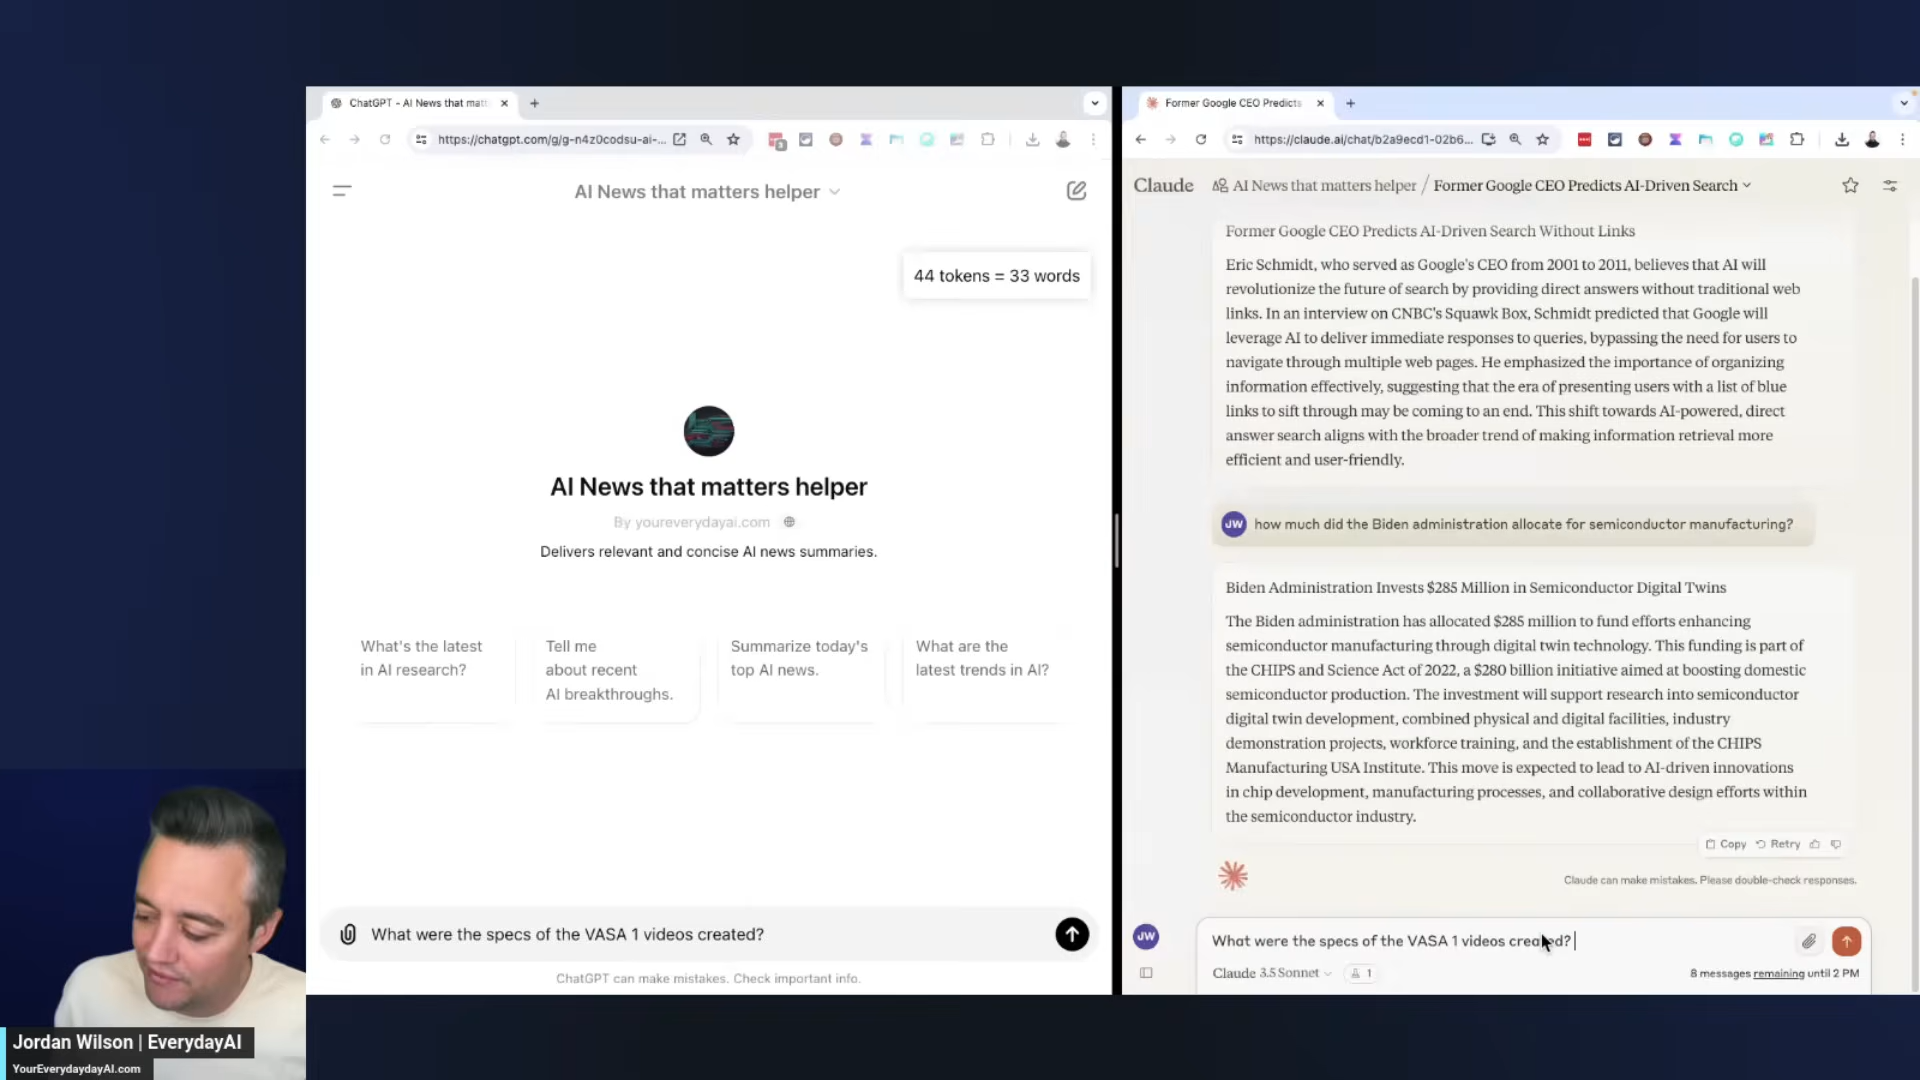 ChatGPT - AI News that matt
https://chatgpt.com/g/g-n4z0codsu-ai-...
AI News that matters helper
44 tokens = 33 words
AI News that matters helper
By youreverydayai.com
Delivers relevant and concise AI news summaries.
What's the latest
in AI research?
Tell me
about recent
AI breakthroughs.
Summarize today's
top AI news.
What are the
latest trends in AI?
What were the specs of the VASA 1 videos created?
ChatGPT can make mistakes. Check important info.
Former Google CEO Predicts
https://claude.ai/chat/b2a9ecd1-02b6...
Claude
AI News that matters helper / Former Google CEO Predicts AI-Driven Search
Former Google CEO Predicts AI-Driven Search Without Links
Eric Schmidt, who served as Google's CEO from 2001 to 2011, believes that AI will
revolutionize the future of search by providing direct answers without traditional web
links. In an interview on CNBC's Squawk Box, Schmidt predicted that Google will
leverage AI to deliver immediate responses to queries, bypassing the need for users to
navigate through multiple web pages. He emphasized the importance of organizing
information effectively, suggesting that the era of presenting users with a list of blue
links to sift through may be coming to an end. This shift towards AI-powered, direct
answer search aligns with the broader trend of making information retrieval more
efficient and user-friendly.
JW how much did the Biden administration allocate for semiconductor manufacturing?
Biden Administration Invests $285 Million in Semiconductor Digital Twins
The Biden administration has allocated $285 million to fund efforts enhancing
semiconductor manufacturing through digital twin technology. This funding is part of
the CHIPS and Science Act of 2022, a $280 billion initiative aimed at boosting domestic
semiconductor production. The investment will support research into semiconductor
digital twin development, combined physical and digital facilities, industry
demonstration projects, workforce training, and the establishment of the CHIPS
Manufacturing USA Institute. This move is expected to lead to AI-driven innovations
in chip development, manufacturing processes, and collaborative design efforts within
the semiconductor industry.
Copy Retry
Claude can make mistakes. Please double-check responses.
JW
What were the specs of the VASA 1 videos created?
Claude 3.5 Sonnet
1
8 messages remaining until 2 PM
Jordan Wilson | EverydayAI
YourEverydaydayAI.com